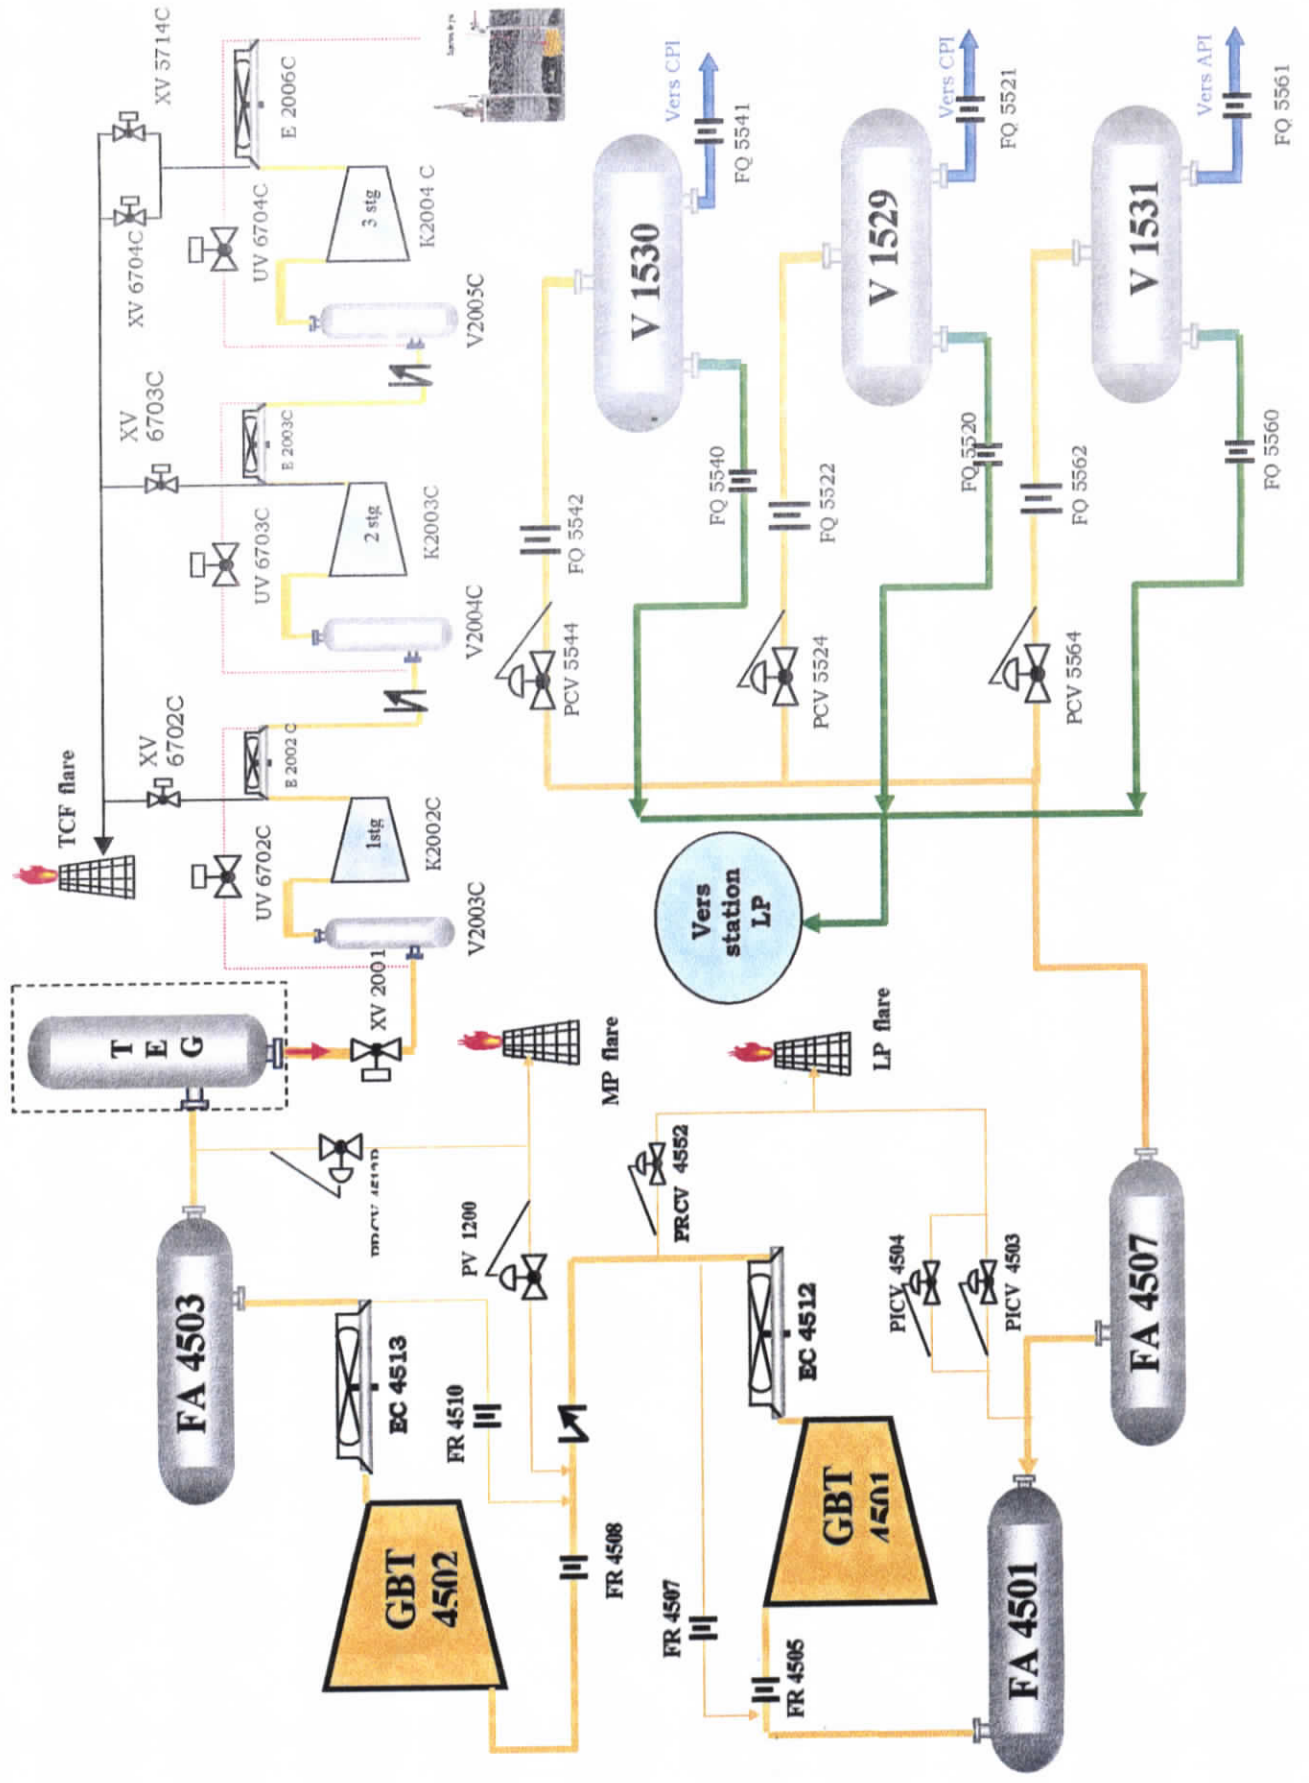 TCF flare
XV 6704C
XV 5714C
XV
6702C
XV
6703C
T
E
G
FA 4503
UV 6702C
UV 6703C
UV 6704C
E 2002 C
E 2003C
E 2006C
1stg
2 stg
3 stg
XV 2001
K2002C
K2003C
K2004 C
EC 4513
GBT
4502
V2003C
V2004C
V2005C
FR 4510
PV 1200
MP flare
FR 4508
PCV 5544
FQ 5542
V 1530
Vers CPI
FQ 5540
FQ 5541
FR 4507
PRCV 4552
Vers
station
LP
FR 4505
EC 4512
LP flare
PCV 5524
FQ 5522
GBT
4501
V 1529
Vers CPI
PICV 4504
FQ 5520
FQ 5521
PICV 4503
FA 4501
PCV 5564
FQ 5562
FA 4507
V 1531
Vers API
FQ 5560
FQ 5561